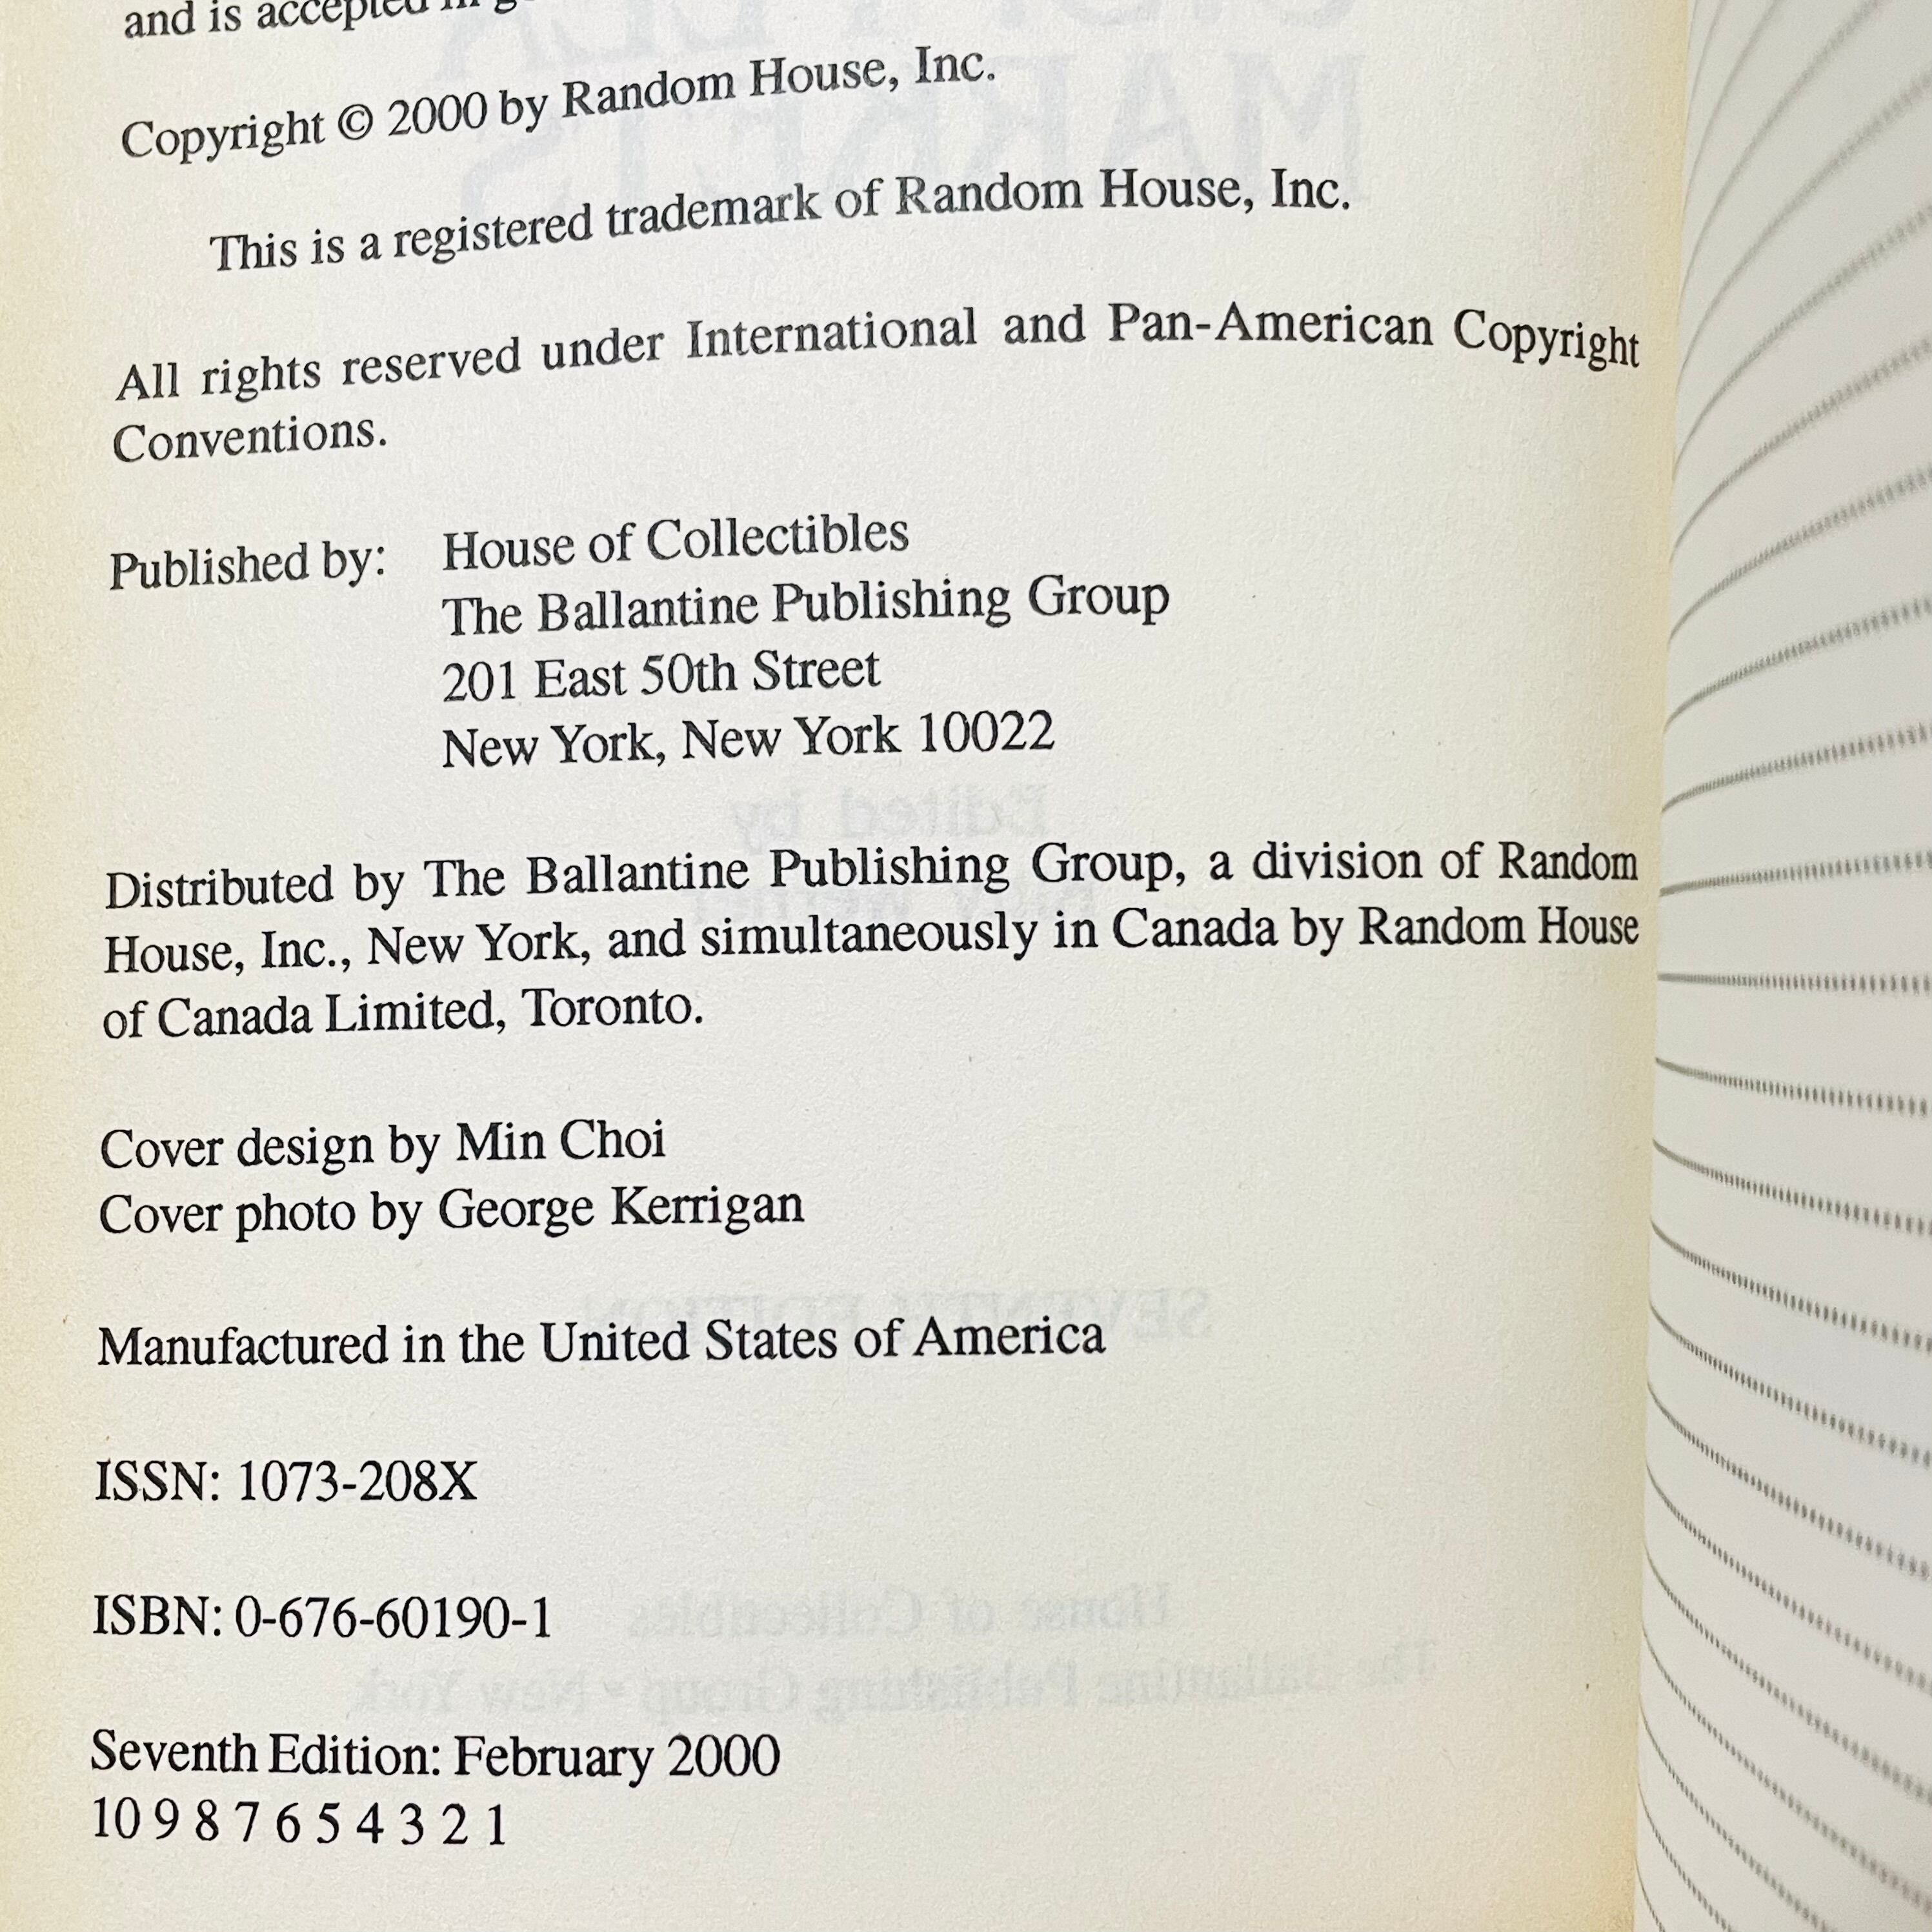 and is accepted in
Copyright © 2000 by Random House, Inc.
This is a registered trademark of Random House, Inc.
All rights reserved under International and Pan-American Copyright
Conventions.
Published by: House of Collectibles
The Ballantine Publishing Group
201 East 50th Street
New York, New York 10022
Distributed by The Ballantine Publishing Group, a division of Random
House, Inc., New York, and simultaneously in Canada by Random House
of Canada Limited, Toronto.
Cover design by Min Choi
Cover photo by George Kerrigan
Manufactured in the United States of America
ISSN: 1073-208X
ISBN: 0-676-60190-1
Seventh Edition: February 2000
10 9 8 7 6 5 4 3 2 1